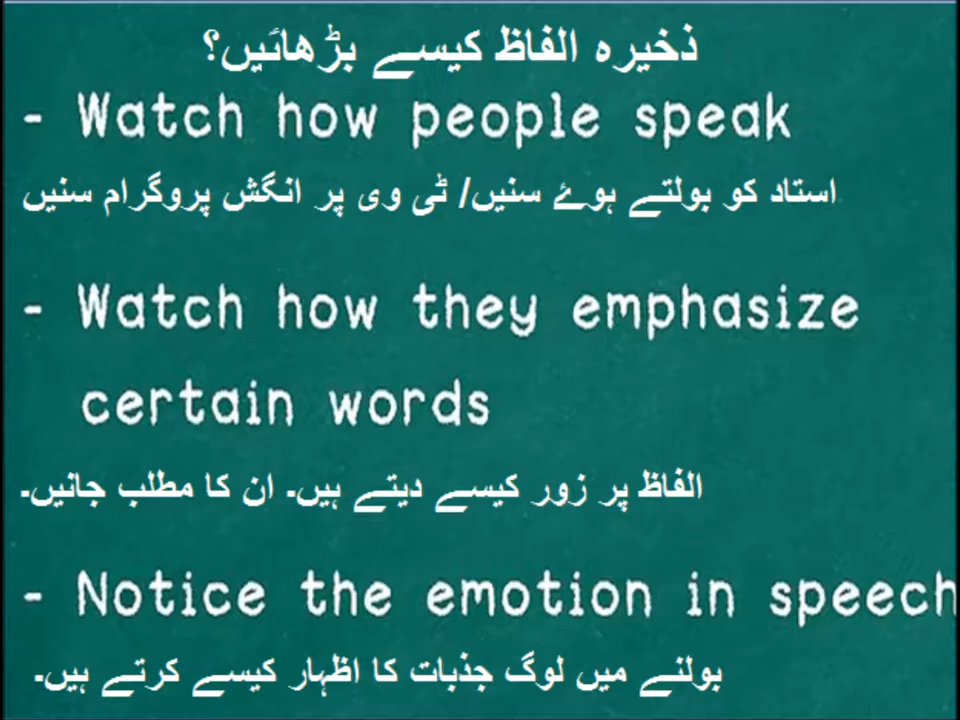 ذخیرہ الفاظ کیسے بڑھائیں؟
- Watch how people speak
استاد کو بولتے ہوۓ سنیں/ ٹی وی پر انگش پروگرام سنیں
- Watch how they emphasize
certain words
الفاظ پر زور کیسے دیتے ہیں۔ ان کا مطلب جانیں۔
- Notice the emotion in speech
بولنے میں لوگ جذبات کا اظہار کیسے کرتے ہیں۔